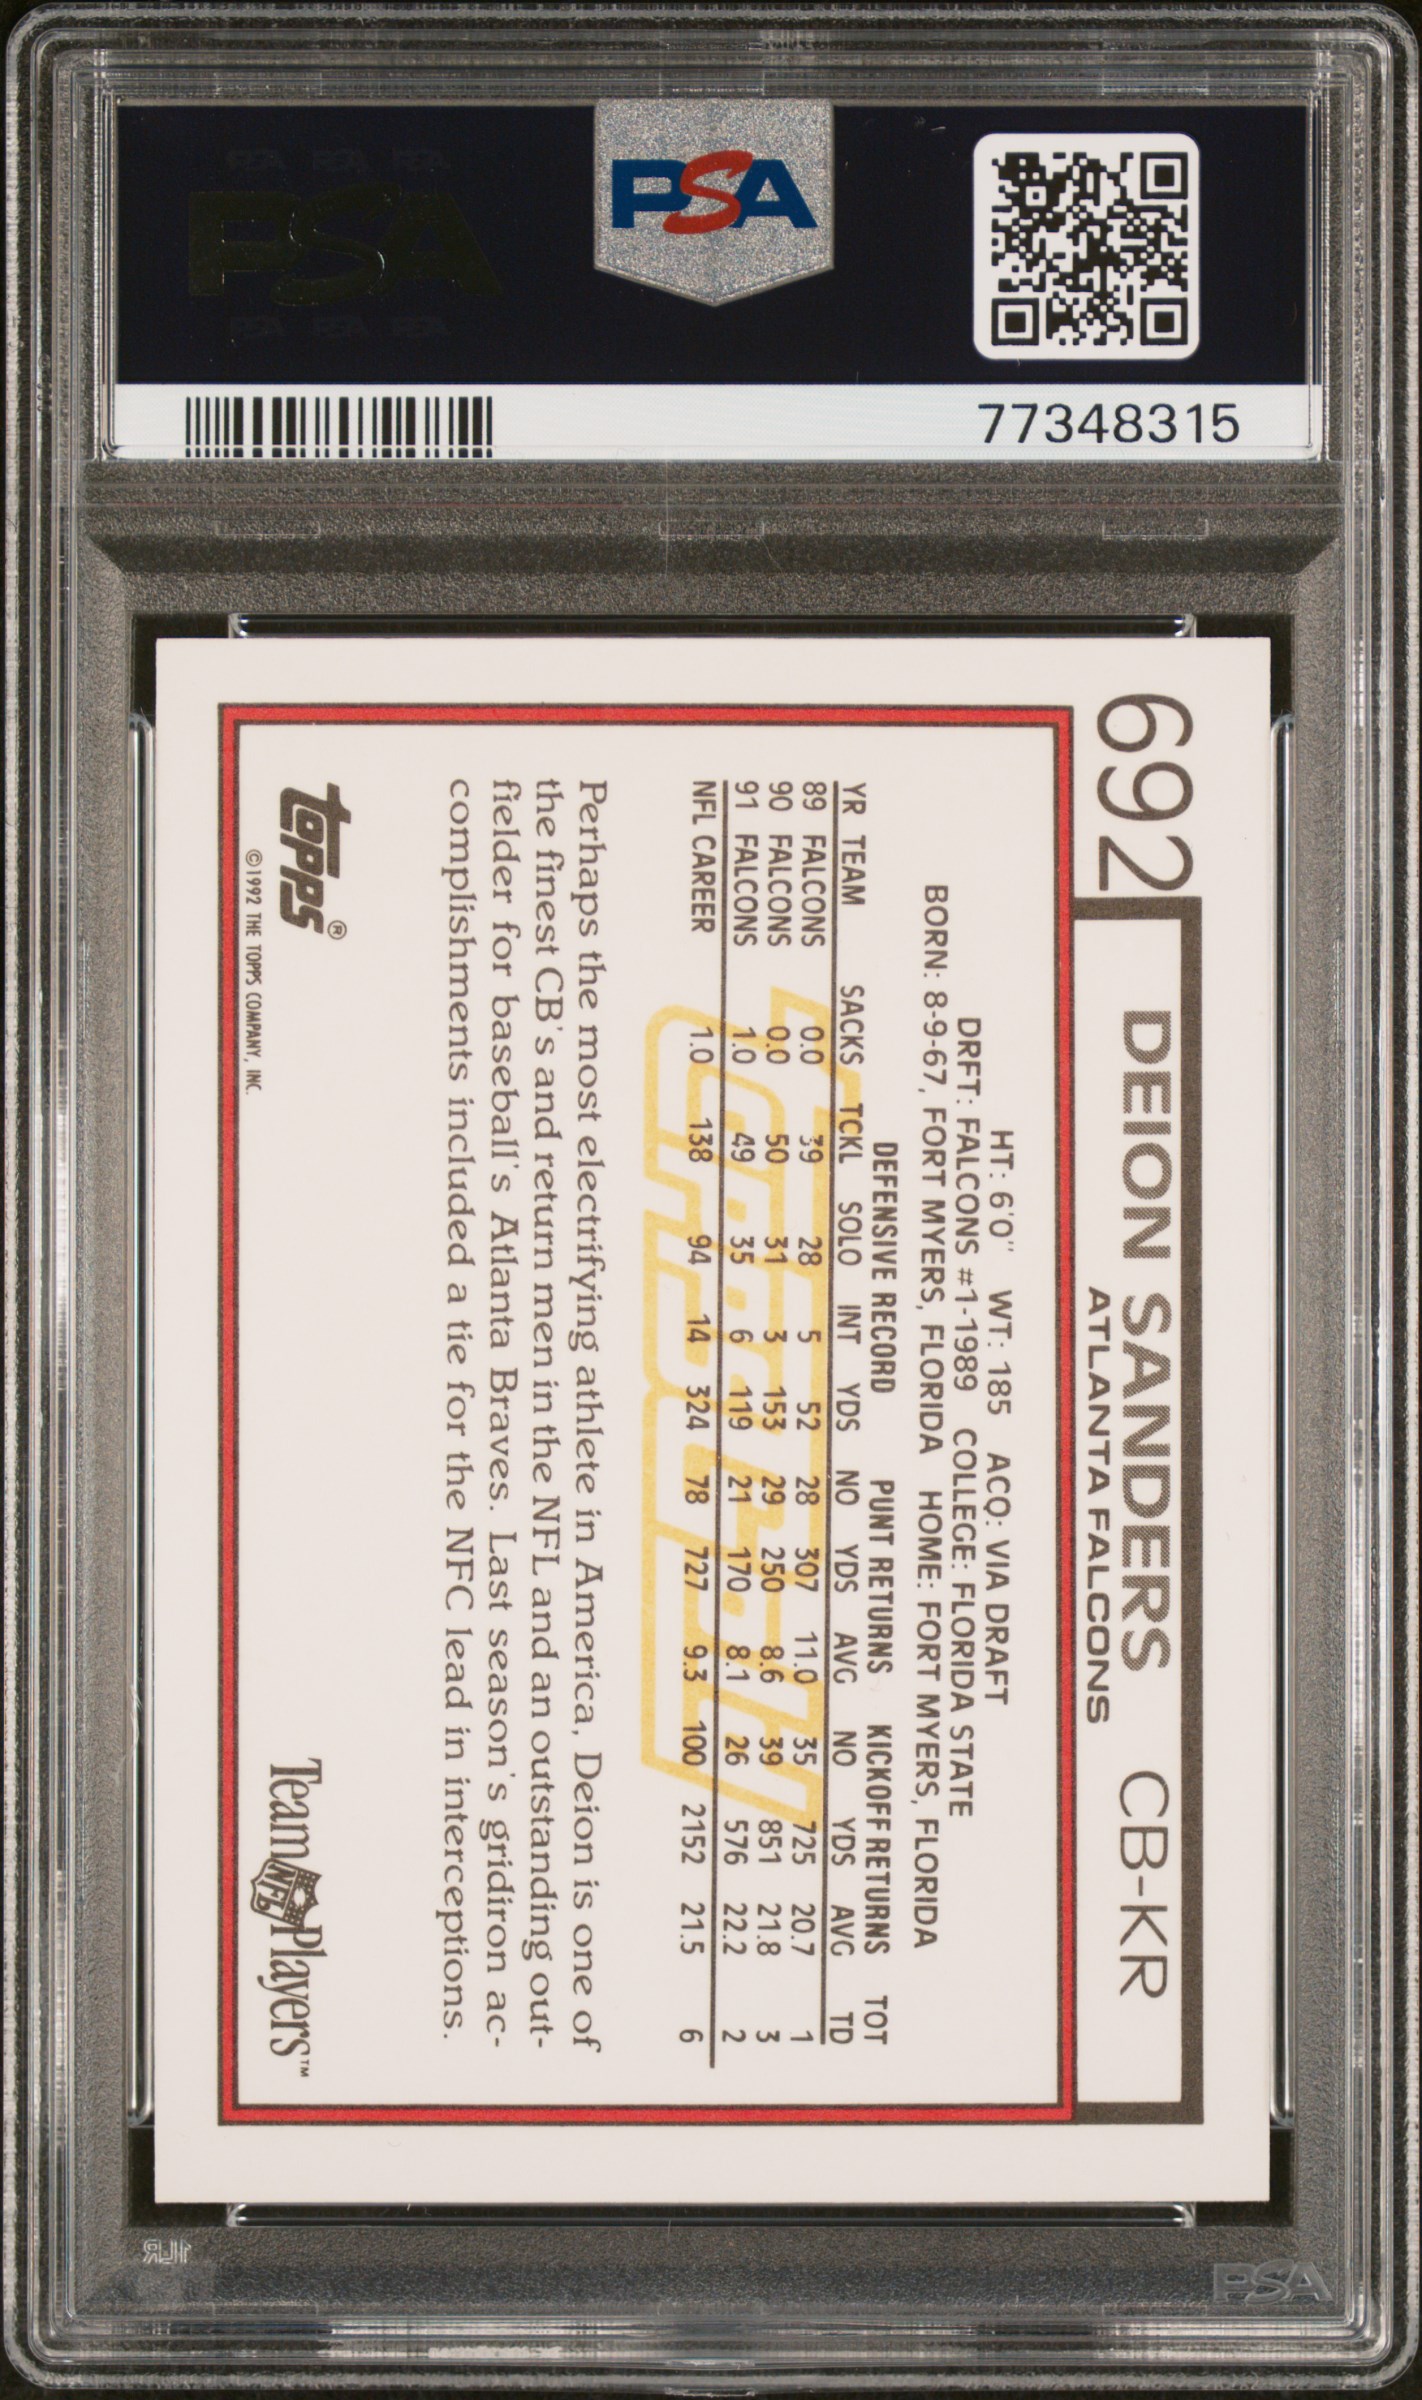 PSA
PSA PSA PSA
PSA
PSA PSA PSA
77348315
692
DEION SANDERS CB-KR
ATLANTA FALCONS
HT: 6'0" WT: 185 ACQ: VIA DRAFT
DRFT: FALCONS #1-1989 COLLEGE: FLORIDA STATE
BORN: 8-9-67, FORT MYERS, FLORIDA HOME: FORT MYERS, FLORIDA
DEFENSIVE RECORD PUNT RETURNS KICKOFF RETURNS TOT
YR TEAM SACKS TCKL SOLO INT YDS NO YDS AVG NO YDS AVG TD
89 FALCONS 0.0 39 28 5 52 28 307 11.0 35 725 20.7 1
90 FALCONS 0.0 50 31 3 153 29 250 8.6 39 851 21.8 3
91 FALCONS 1.0 49 35 6 119 21 170 8.1 26 576 22.2 2
NFL CAREER 1.0 138 94 14 324 78 727 9.3 100 2152 21.5 6
Perhaps the most electrifying athlete in America, Deion is one of
the finest CB's and return men in the NFL and an outstanding out-
fielder for baseball's Atlanta Braves. Last season's gridiron ac-
complishments included a tie for the NFC lead in interceptions.
Topps®
©1992 THE TOPPS COMPANY, INC.
Team NFL Players™
PSA